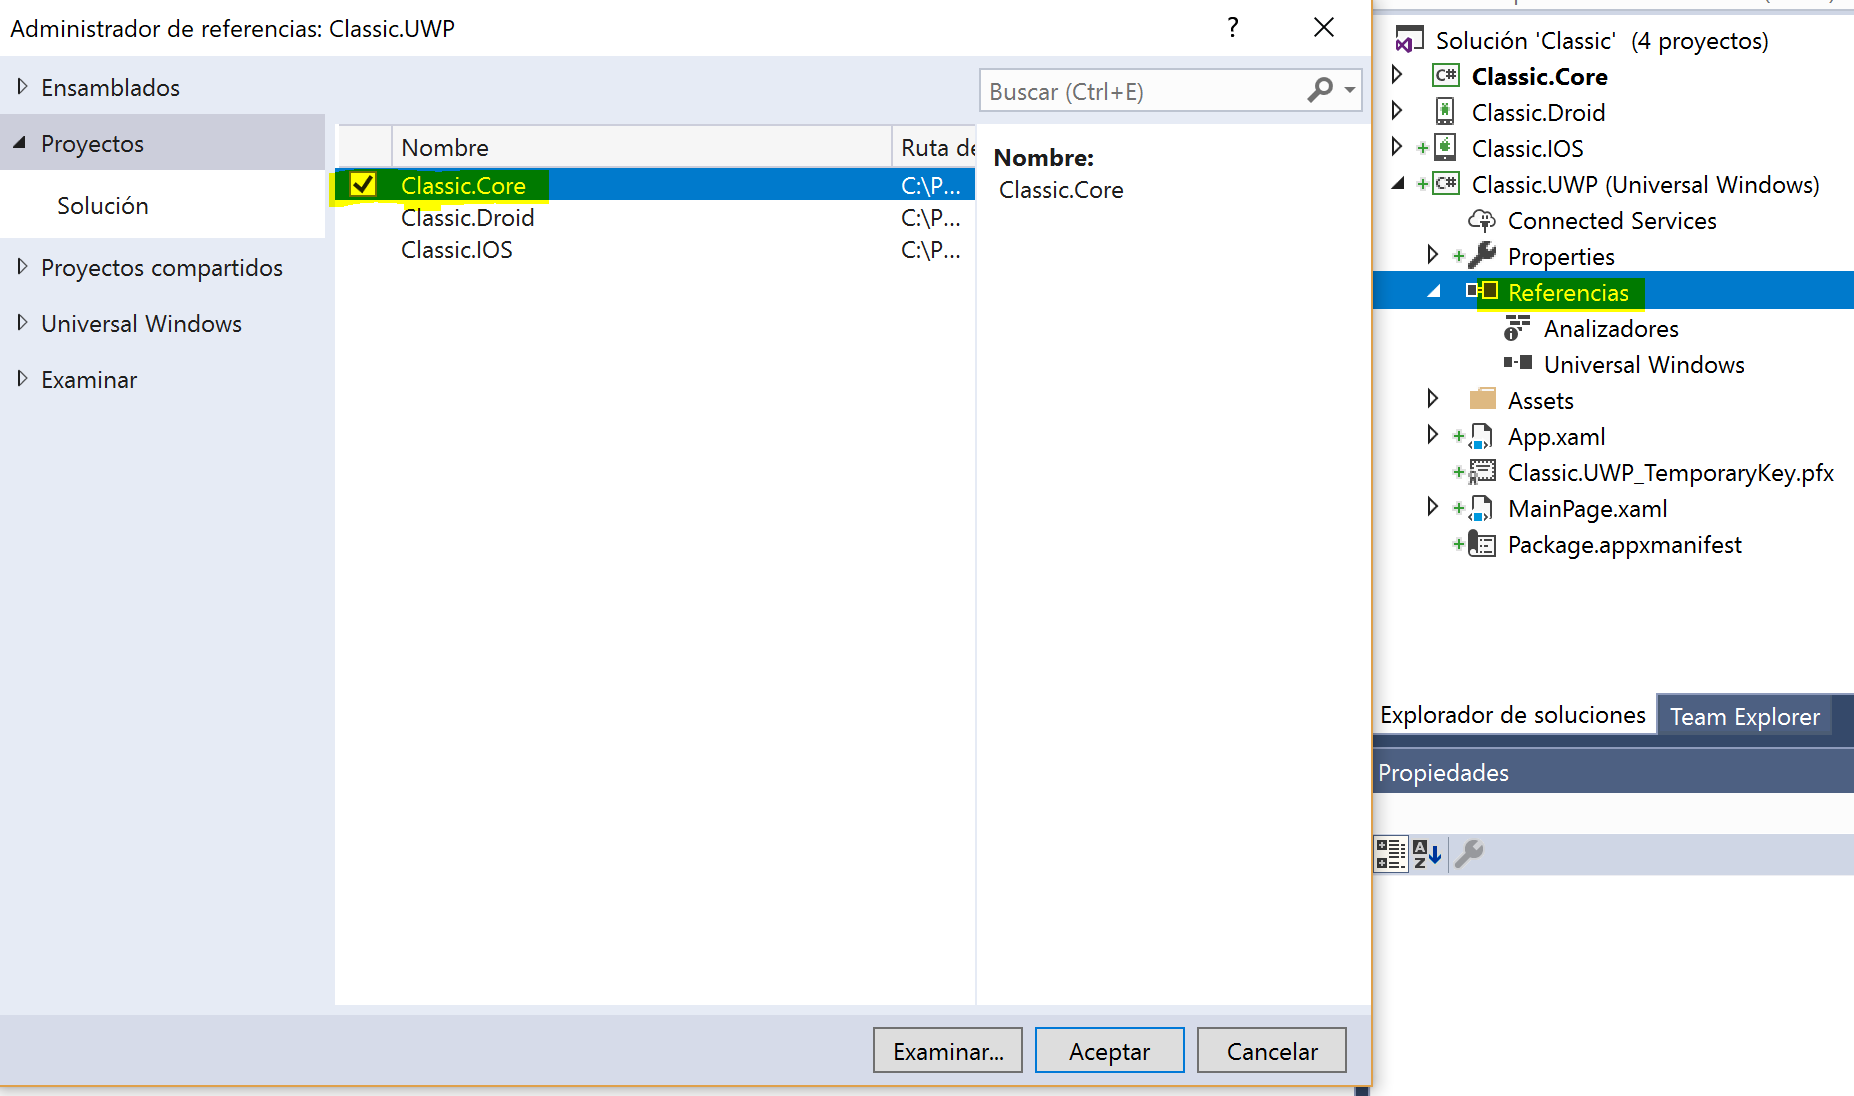 Administrador de referencias: Classic.UWP
?
Ensamblados
Proyectos
Solución
Proyectos compartidos
Universal Windows
Examinar
Buscar (Ctrl+E)
Nombre
Ruta de
Classic.Core
C:\P...
Classic.Droid
C:\P...
Classic.IOS
C:\P...
Nombre:
Classic.Core
Examinar...
Aceptar
Cancelar
Solución 'Classic' (4 proyectos)
C# Classic.Core
Classic.Droid
Classic.IOS
C# Classic.UWP (Universal Windows)
Connected Services
Properties
Referencias
Analizadores
Universal Windows
Assets
App.xaml
Classic.UWP_TemporaryKey.pfx
MainPage.xaml
Package.appxmanifest
Explorador de soluciones
Team Explorer
Propiedades